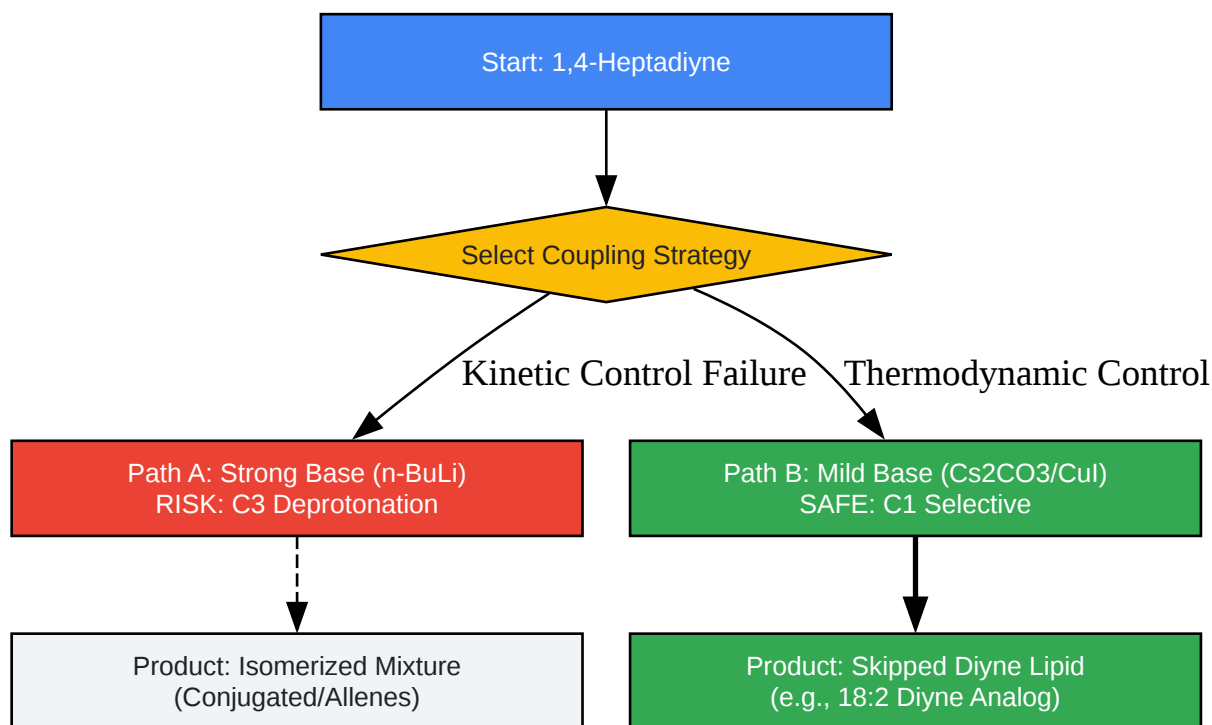 Start: 1,4-Heptadiyne
Select Coupling Strategy
Kinetic Control Failure
Thermodynamic Control
Path A: Strong Base (n-BuLi)
RISK: C3 Deprotonation
Path B: Mild Base (Cs2CO3/CuI)
SAFE: C1 Selective
Product: Isomerized Mixture
(Conjugated/Allenes)
Product: Skipped Diyne Lipid
(e.g., 18:2 Diyne Analog)